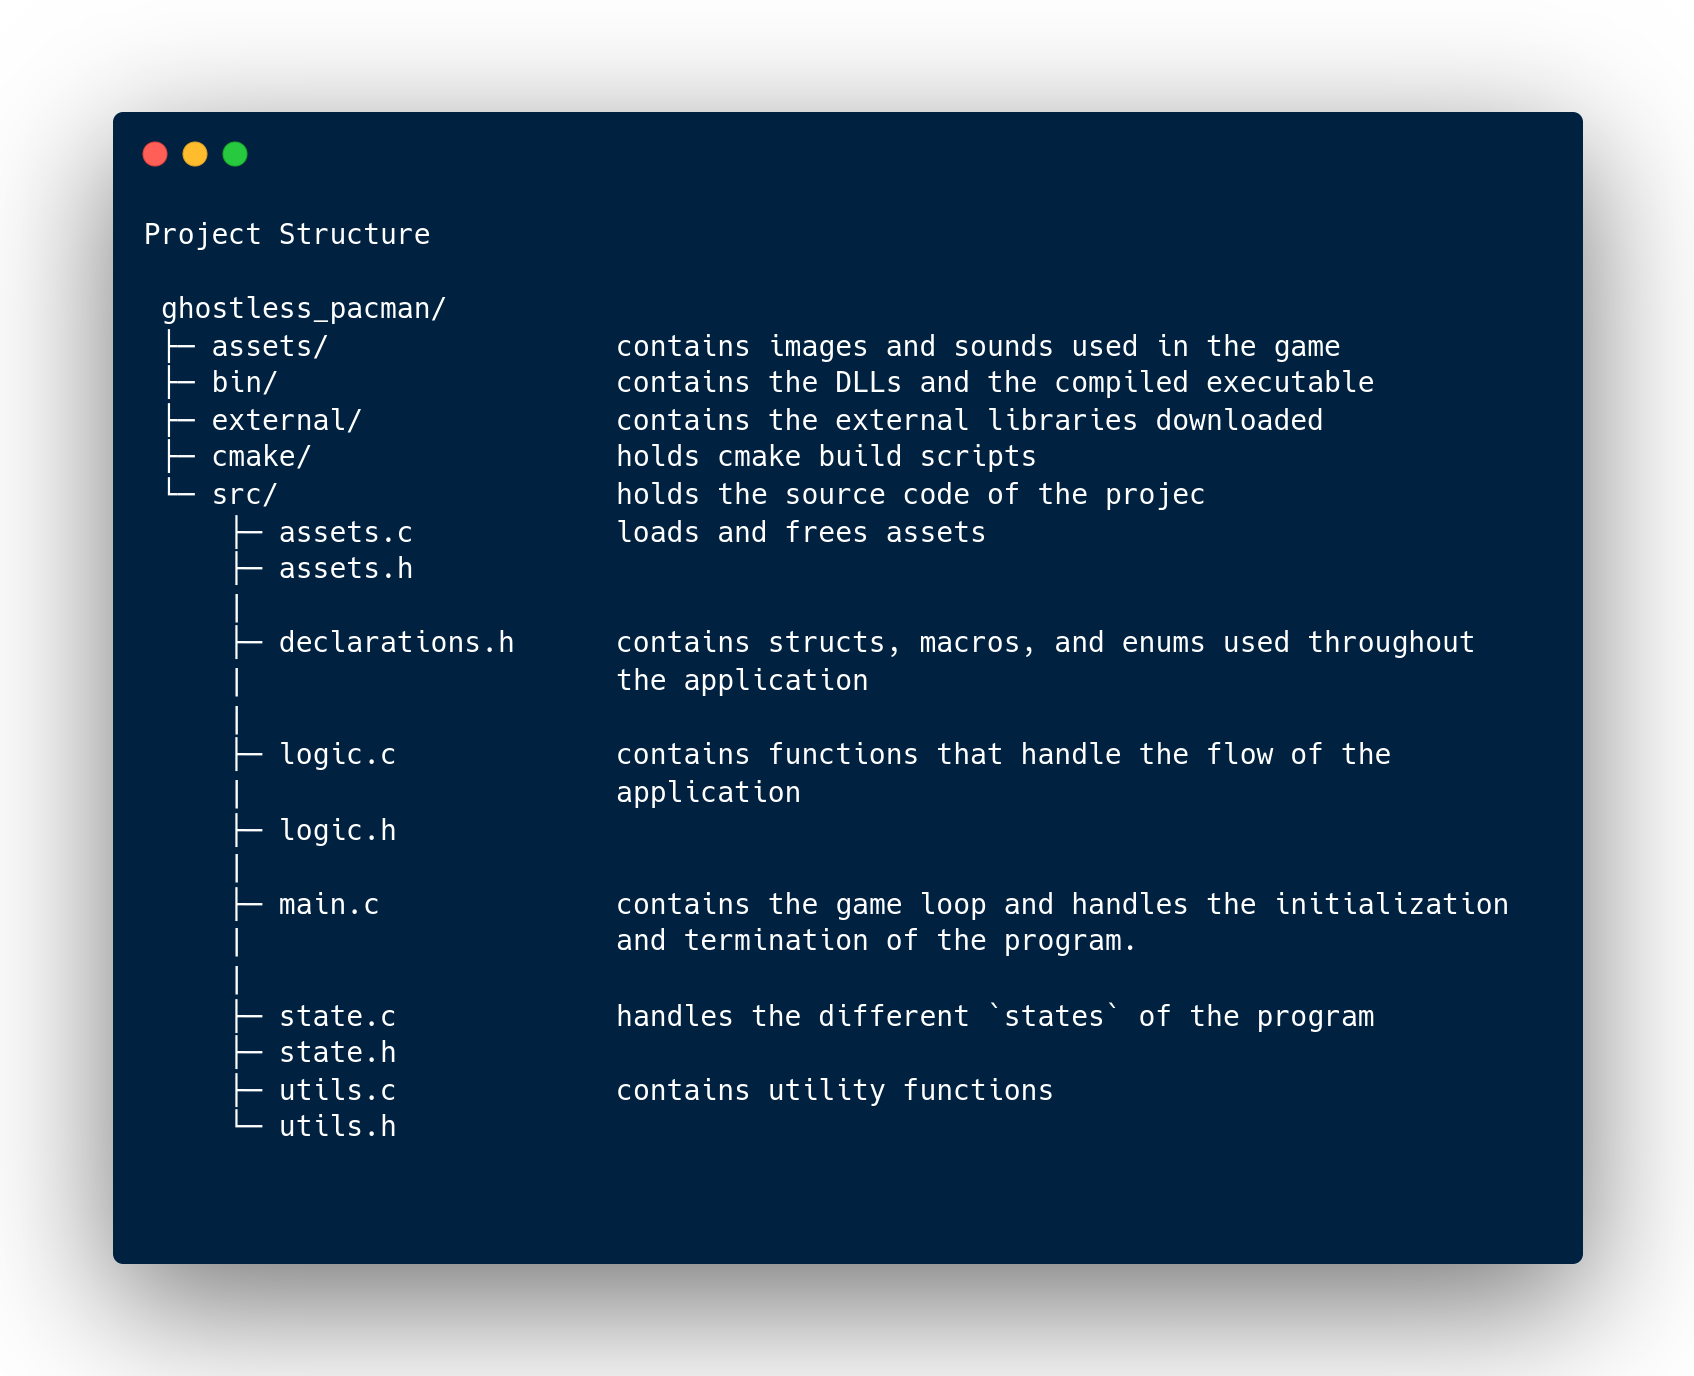 Project Structure
ghostless_pacman/
├─ assets/ contains images and sounds used in the game
├─ bin/ contains the DLLs and the compiled executable
├─ external/ contains the external libraries downloaded
├─ cmake/ holds cmake build scripts
└─ src/ holds the source code of the projec
├─ assets.c loads and frees assets
├─ assets.h
|
├─ declarations.h contains structs, macros, and enums used throughout
| the application
|
├─ logic.c contains functions that handle the flow of the
| application
├─ logic.h
|
├─ main.c contains the game loop and handles the initialization
| and termination of the program.
|
├─ state.c handles the different `states` of the program
├─ state.h
├─ utils.c contains utility functions
└─ utils.h